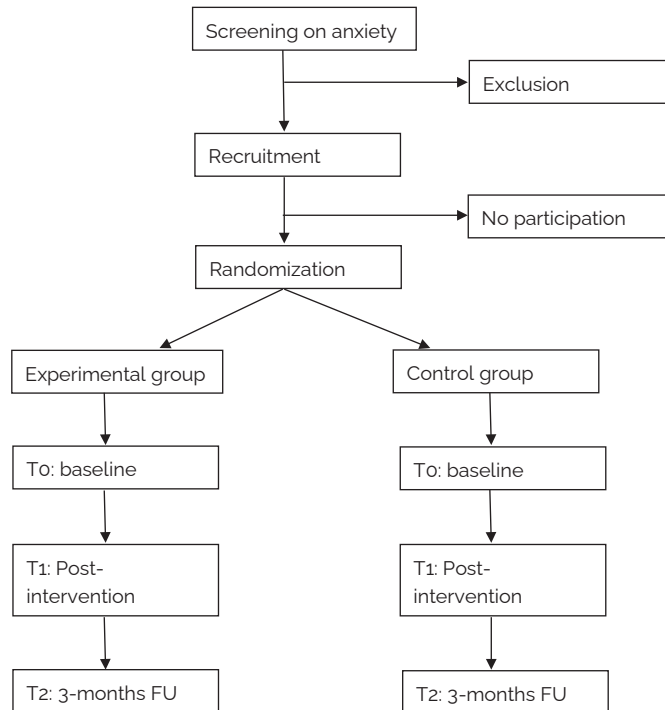 Screening on anxiety
Exclusion
Recruitment
No participation
Randomization
Experimental group
Control group
T0: baseline
T0: baseline
T1: Post-
intervention
T1: Post-
intervention
T2: 3-months FU
T2: 3-months FU